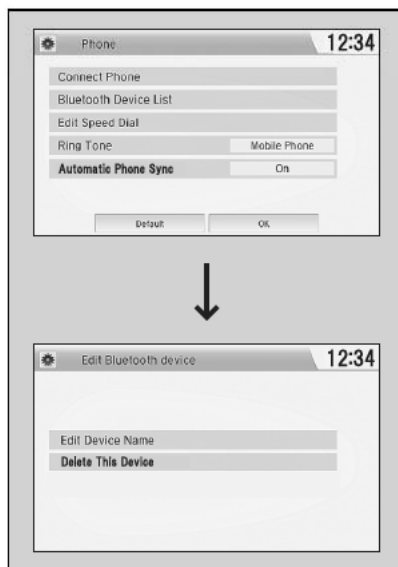 Phone 12:34
Connect Phone
Bluetooth Device List
Edit Speed Dial
Ring Tone Mobile Phone
Automatic Phone Sync On
Default OK
Edit Bluetooth device 12:34
Edit Device Name
Delete This Device